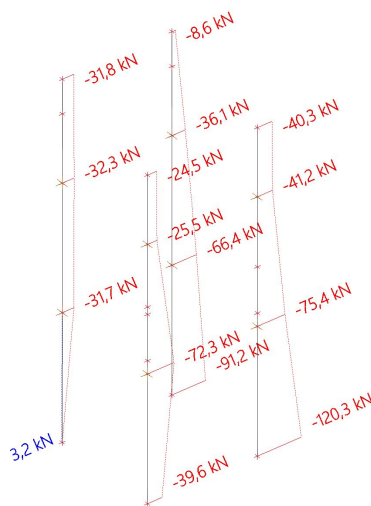 -8,6 kN
-31,8 kN
-36,1 kN
-40,3 kN
-32,3 kN
-24,5 kN
-41,2 kN
-25,5 kN
-66,4 kN
-31,7 kN
-75,4 kN
-72,3 kN
-91,2 kN
-120,3 kN
3,2 kN
-39,6 kN